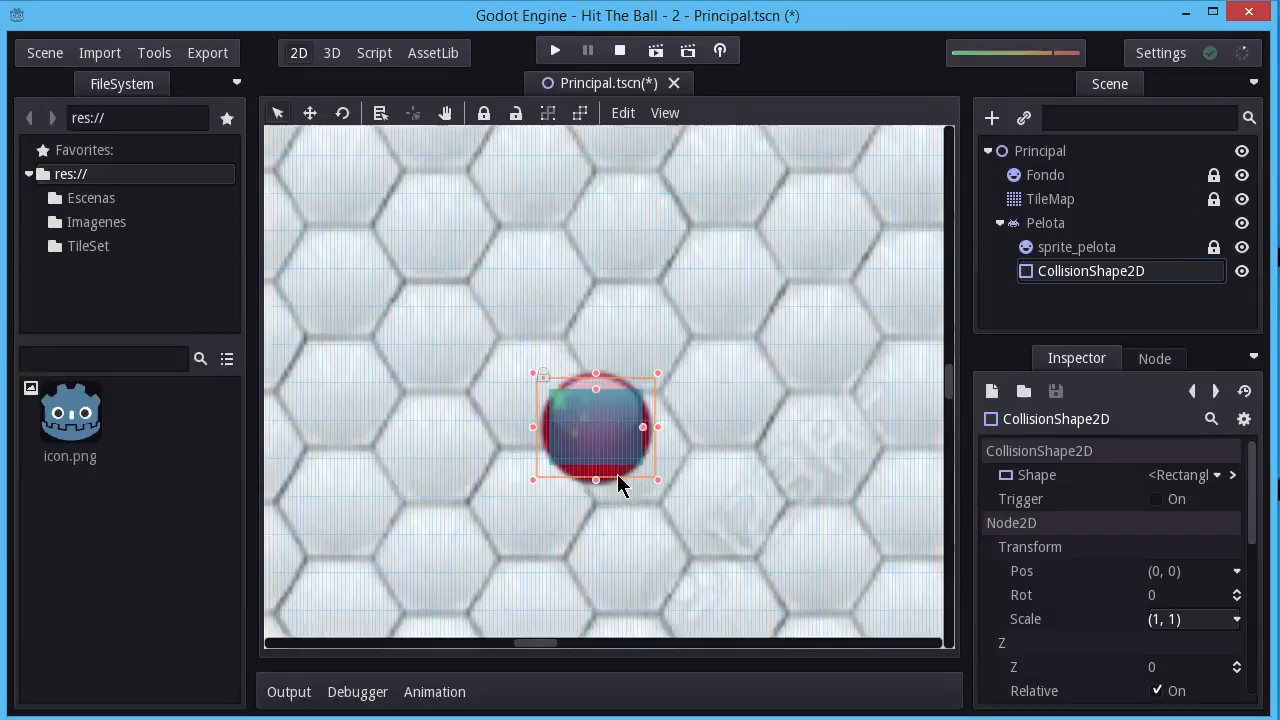 Godot Engine - Hit The Ball - 2 - Principal.tscn (*)
Scene Import Tools Export
2D 3D Script AssetLib
Settings
FileSystem
Principal.tscn(*)
Scene
res://
Edit View
Favorites:
res://
Escenas
Imagenes
TileSet
icon.png
Principal
Fondo
TileMap
Pelota
sprite_pelota
CollisionShape2D
Inspector Node
CollisionShape2D
CollisionShape2D
Shape <Rectangl
Trigger On
Node2D
Transform
Pos (0, 0)
Rot 0
Scale (1, 1)
Z
Z 0
Relative On
Output Debugger Animation